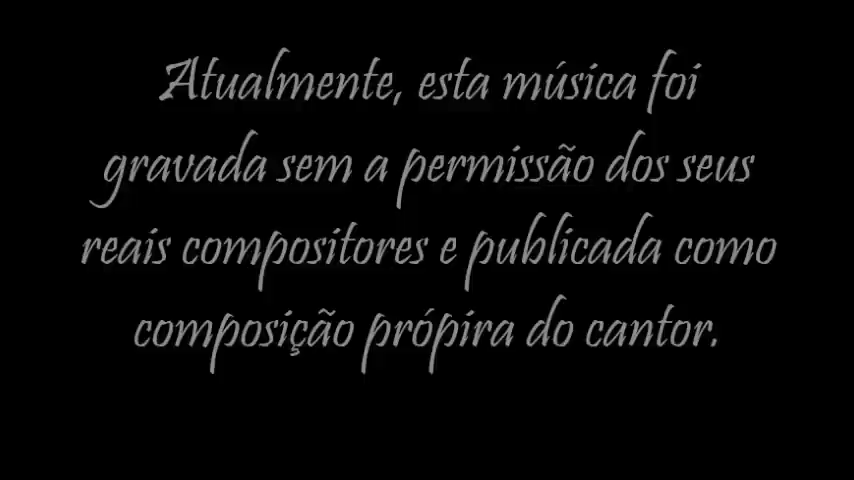 Atualmente, esta música foi
gravada sem a permissão dos seus
reais compositores e publicada como
composição própira do cantor.